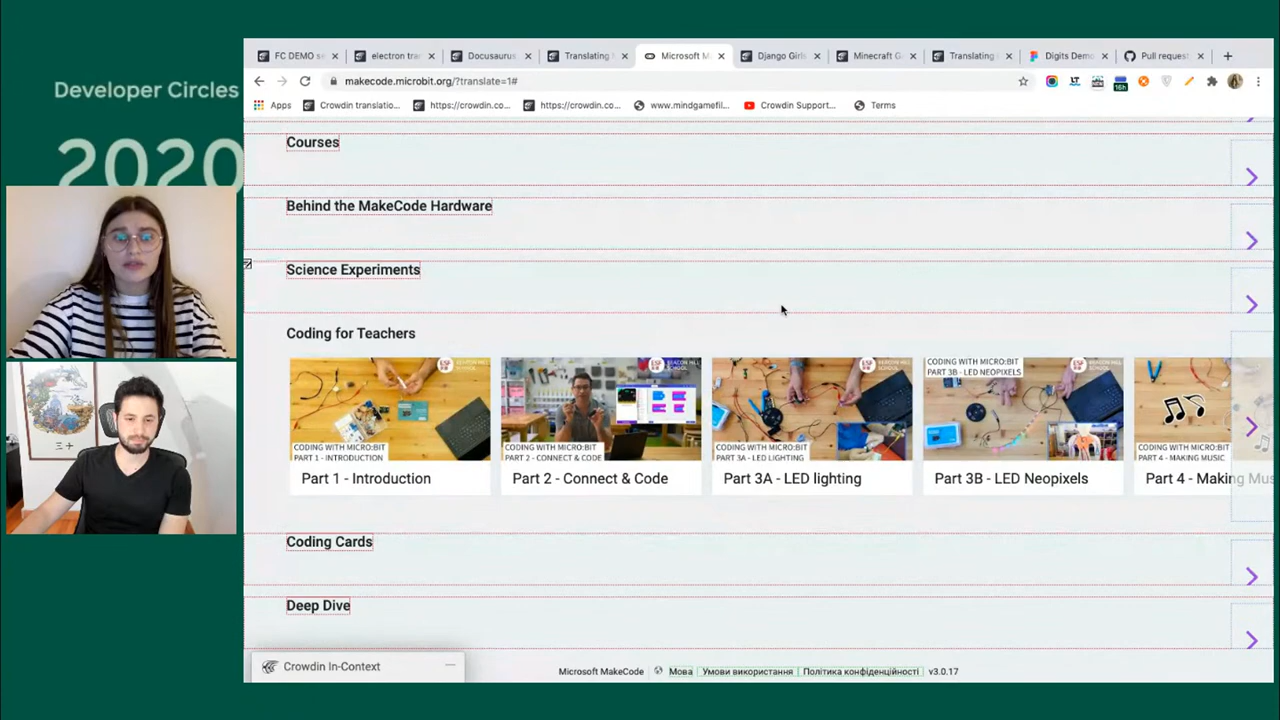 Developer Circles
2020
FC DEMO
electron tra
Docusaurus
Translating
Microsoft M
Django Girls
Minecraft G
Translating
Digits Demo
Pull request
makecode.microbit.org/?translate=1#
16h
Apps
Crowdin translatio...
https://crowdin.co...
https://crowdin.co...
www.mindgamefil...
Crowdin Support...
Terms
Courses
Behind the MakeCode Hardware
Science Experiments
Coding for Teachers
CODING WITH MICRO:BIT
PART 1 - INTRODUCTION
Part 1 - Introduction
CODING WITH MICRO:BIT
PART 2 - CONNECT & CODE
Part 2 - Connect & Code
CODING WITH MICRO:BIT
PART 3A - LED LIGHTING
Part 3A - LED lighting
CODING WITH MICRO:BIT
PART 3B - LED NEOPIXELS
Part 3B - LED Neopixels
CODING WITH MICRO:BIT
PART 4 - MAKING MUSIC
Part 4 - Making Mus
Coding Cards
Deep Dive
Crowdin In-Context
Microsoft MakeCode
Мова
Умови використання
Політика конфіденційності
v3.0.17